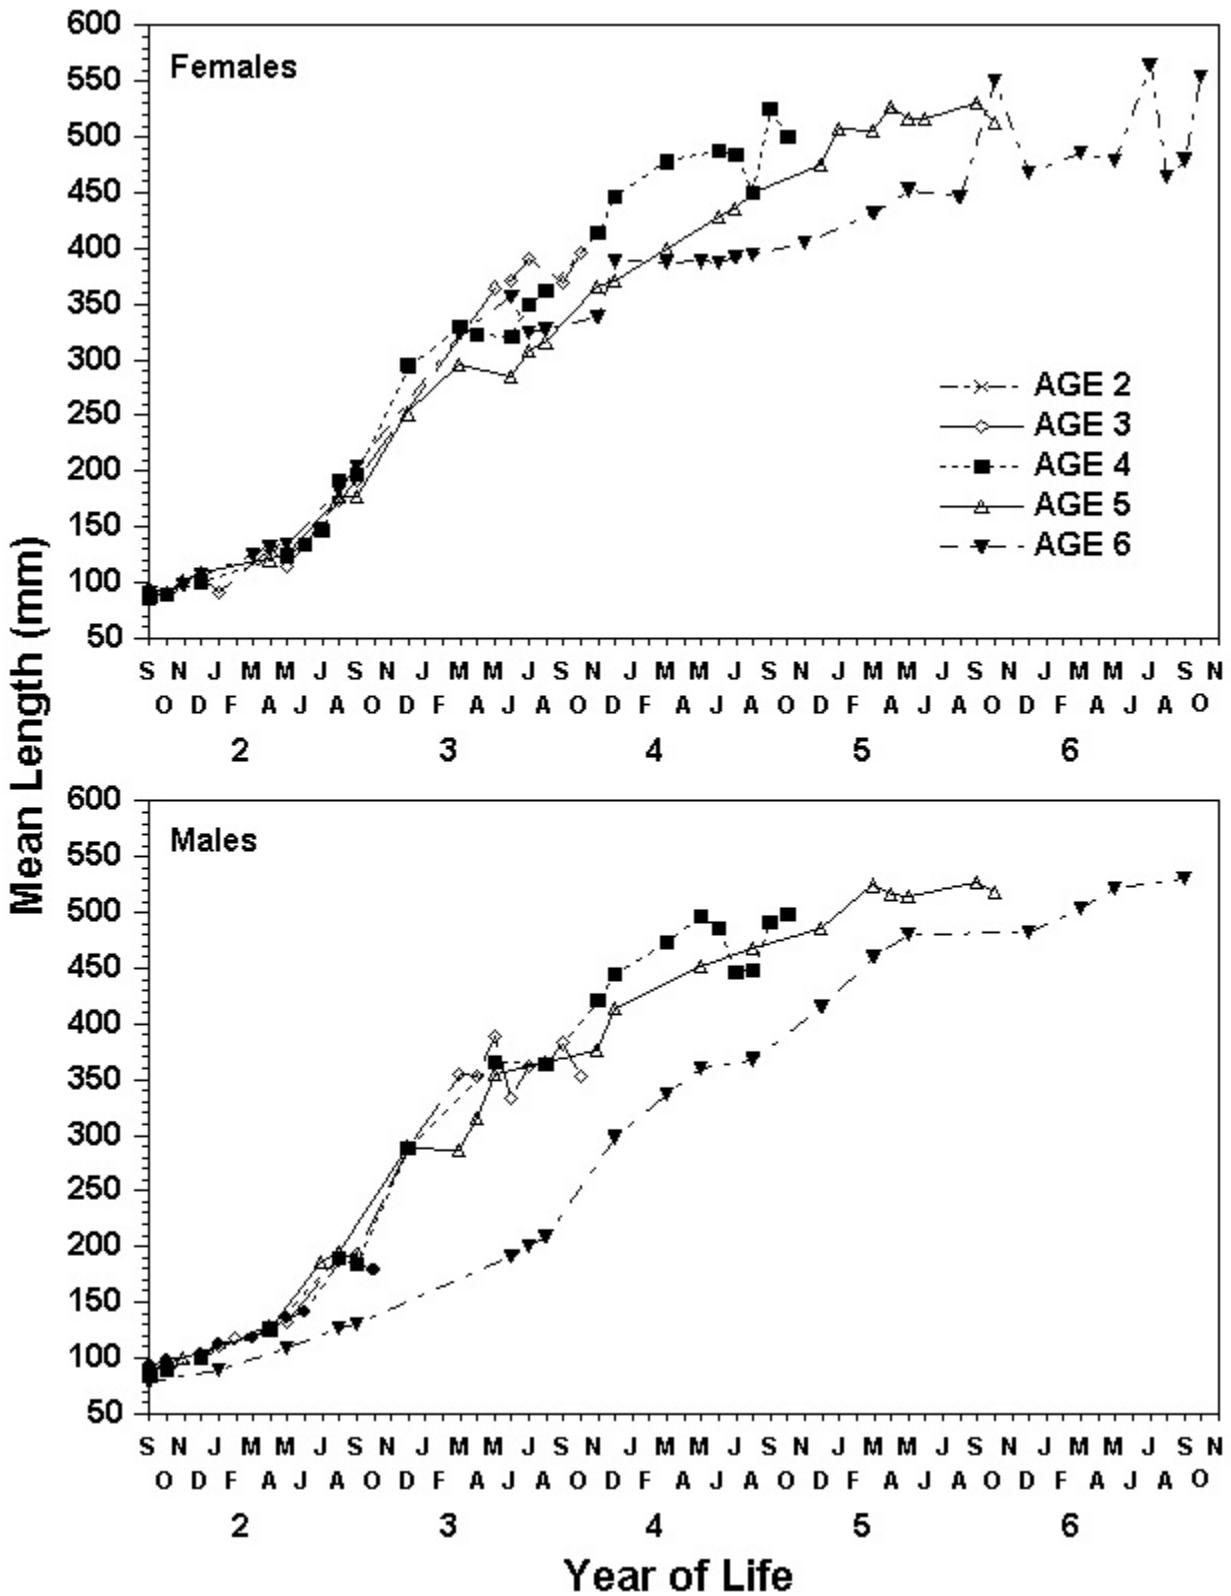 600
550
500
450
400
350
300
250
200
150
100
50
Females
AGE 2
AGE 3
AGE 4
AGE 5
AGE 6
S N J M M J S N J M M J S N J M M J S N J M M J S N J M M J S N
O D F A J A O D F A J A O D F A J A O D F A J A O D F A J A O
2 3 4 5 6
Mean Length (mm)
600
550
500
450
400
350
300
250
200
150
100
50
Males
S N J M M J S N J M M J S N J M M J S N J M M J S N J M M J S N
O D F A J A O D F A J A O D F A J A O D F A J A O D F A J A O
2 3 4 5 6
Year of Life